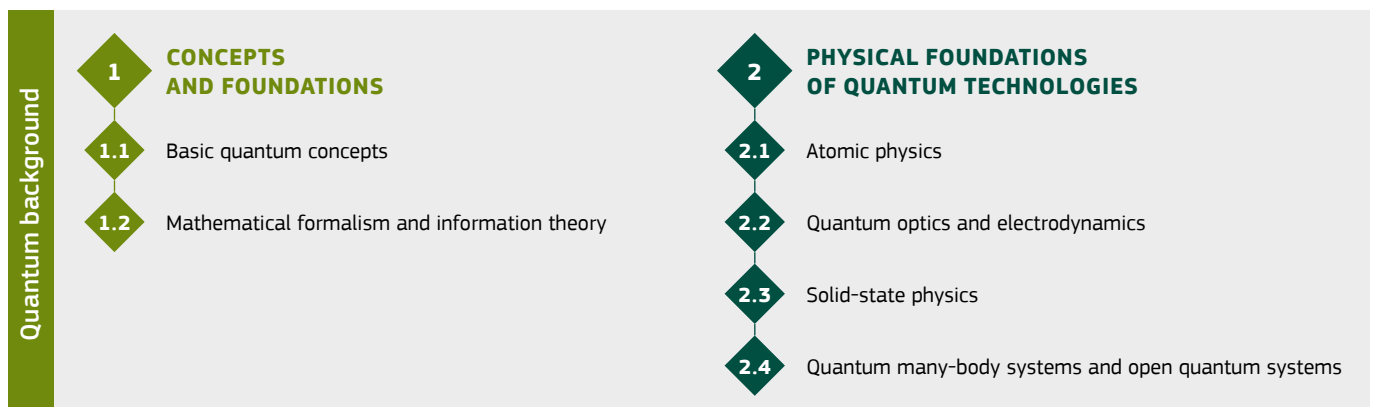 Quantum background
1
CONCEPTS
AND FOUNDATIONS
1.1
Basic quantum concepts
1.2
Mathematical formalism and information theory
2
PHYSICAL FOUNDATIONS
OF QUANTUM TECHNOLOGIES
2.1
Atomic physics
2.2
Quantum optics and electrodynamics
2.3
Solid-state physics
2.4
Quantum many-body systems and open quantum systems